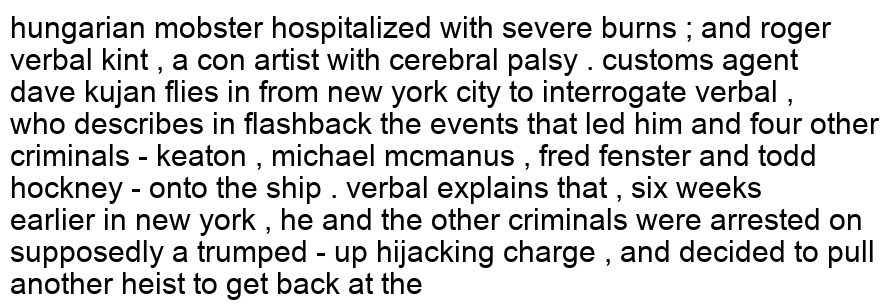 hungarian mobster hospitalized with severe burns ; and roger
verbal kint , a con artist with cerebral palsy . customs agent
dave kujan flies in from new york city to interrogate verbal ,
who describes in flashback the events that led him and four other
criminals - keaton , michael mcmanus , fred fenster and todd
hockney - onto the ship . verbal explains that , six weeks
earlier in new york , he and the other criminals were arrested on
supposedly a trumped - up hijacking charge , and decided to pull
another heist to get back at the